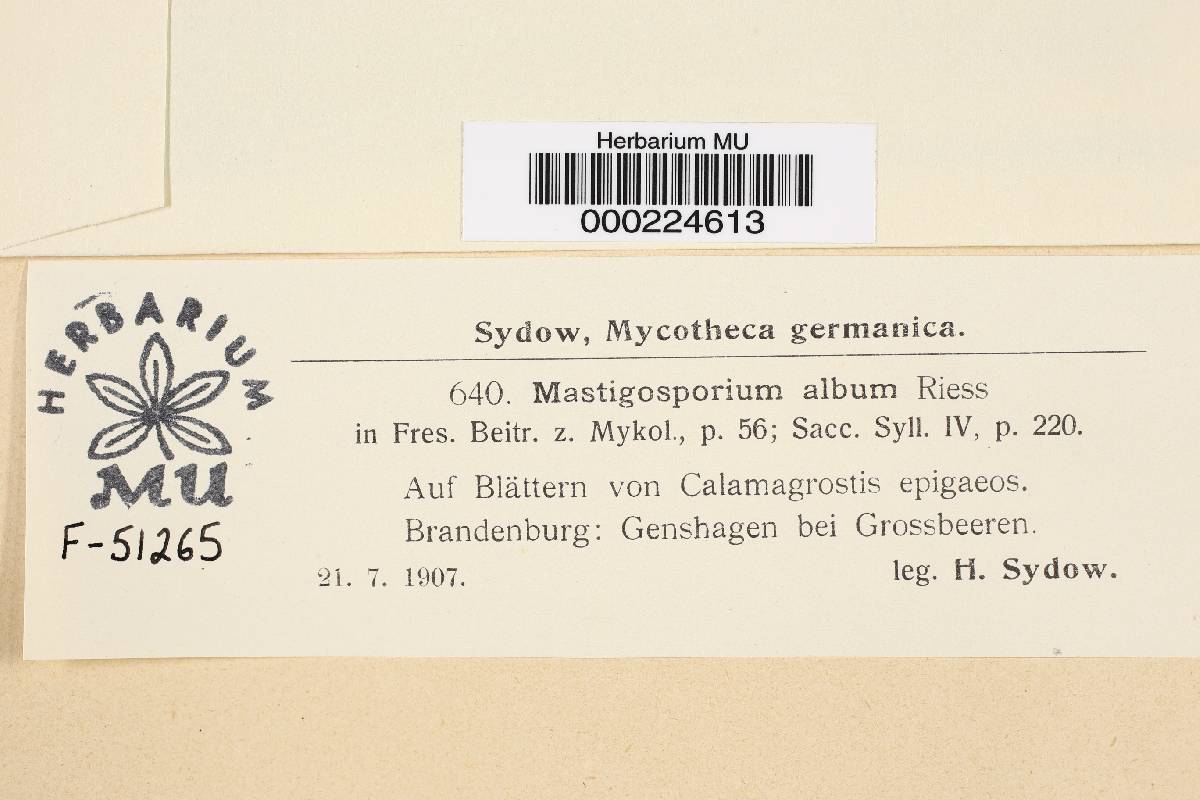 Herbarium MU
000224613
HERBARIUM
MU
F-51265
Sydow, Mycotheca germanica.
640. Mastigosporium album Riess
in Fres. Beitr. z. Mykol., p. 56; Sacc. Syll. IV, p. 220.
Auf Blättern von Calamagrostis epigaeos.
Brandenburg: Genshagen bei Grossbeeren.
21. 7. 1907.
leg. H. Sydow.